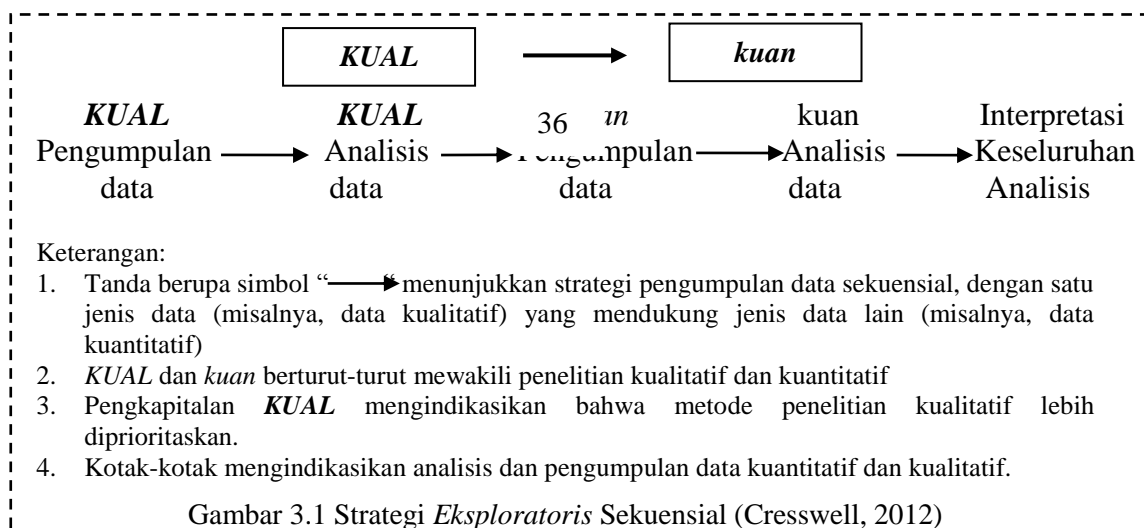 KUAL kuan
KUAL KUAL 36 kuan Interpretasi
Pengumpulan Analisis Pengumpulan Analisis Keseluruhan
data data data data Analisis
Keterangan:
1. Tanda berupa simbol “ “ menunjukkan strategi pengumpulan data sekuensial, dengan satu
jenis data (misalnya, data kualitatif) yang mendukung jenis data lain (misalnya, data
kuantitatif)
2. KUAL dan kuan berturut-turut mewakili penelitian kualitatif dan kuantitatif
3. Pengkapitalan KUAL mengindikasikan bahwa metode penelitian kualitatif lebih
diprioritaskan.
4. Kotak-kotak mengindikasikan analisis dan pengumpulan data kuantitatif dan kualitatif.
Gambar 3.1 Strategi Eksploratoris Sekuensial (Cresswell, 2012)